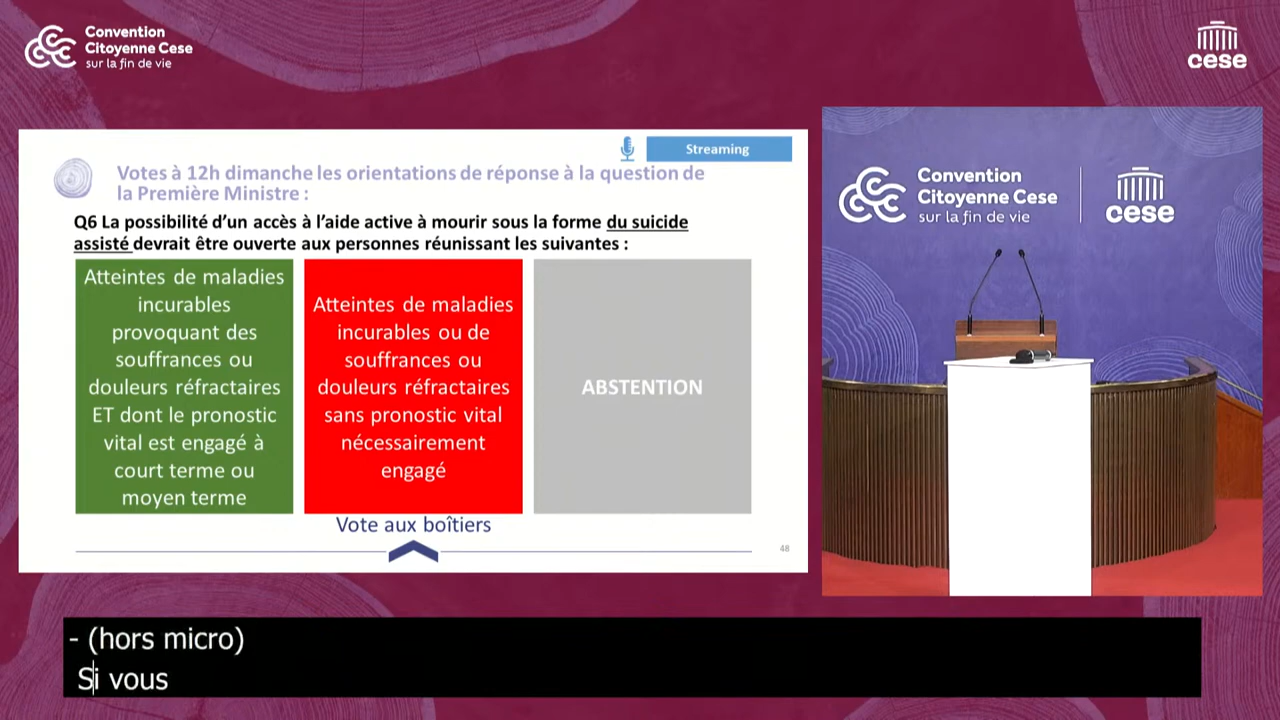 Convention
Citoyenne Cese
sur la fin de vie
cese
Streaming
Votes à 12h dimanche les orientations de réponse à la question de
la Première Ministre :
Q6 La possibilité d'un accès à l'aide active à mourir sous la forme du suicide
assisté devrait être ouverte aux personnes réunissant les suivantes :
Atteintes de maladies
incurables
provoquant des
souffrances ou
douleurs réfractaires
ET dont le pronostic
vital est engagé à
court terme ou
moyen terme
Atteintes de maladies
incurables ou de
souffrances ou
douleurs réfractaires
sans pronostic vital
nécessairement
engagé
ABSTENTION
Vote aux boîtiers
48
Convention
Citoyenne Cese
sur la fin de vie
cese
- (hors micro)
Si vous